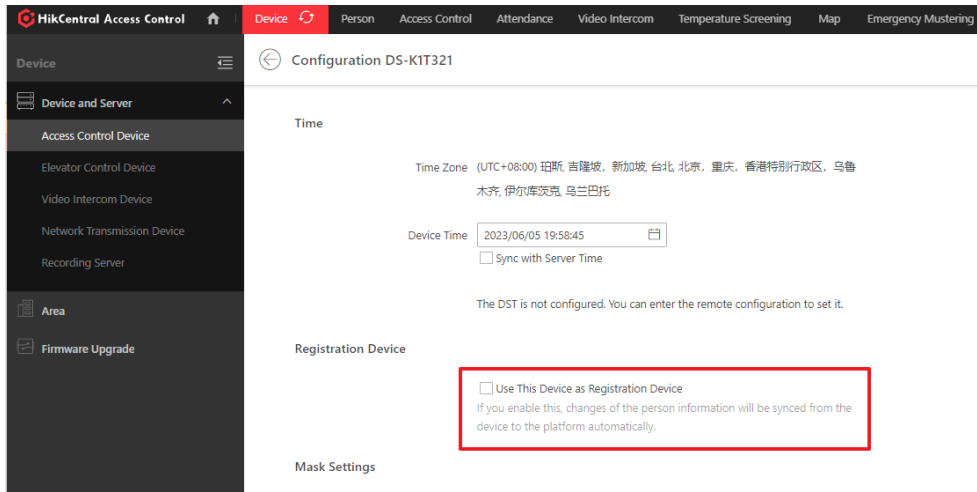 HikCentral Access Control
Device
Person
Access Control
Attendance
Video Intercom
Temperature Screening
Map
Emergency Mustering
Device
Configuration DS-K1T321
Device and Server
Access Control Device
Elevator Control Device
Video Intercom Device
Network Transmission Device
Recording Server
Area
Firmware Upgrade
Time
Time Zone
(UTC+08:00) 珀斯, 吉隆坡, 新加坡, 台北, 北京, 重庆, 香港特别行政区, 乌鲁
木齐, 伊尔库茨克, 乌兰巴托
Device Time
2023/06/05 19:58:45
Sync with Server Time
The DST is not configured. You can enter the remote configuration to set it.
Registration Device
Use This Device as Registration Device
If you enable this, changes of the person information will be synced from the
device to the platform automatically.
Mask Settings